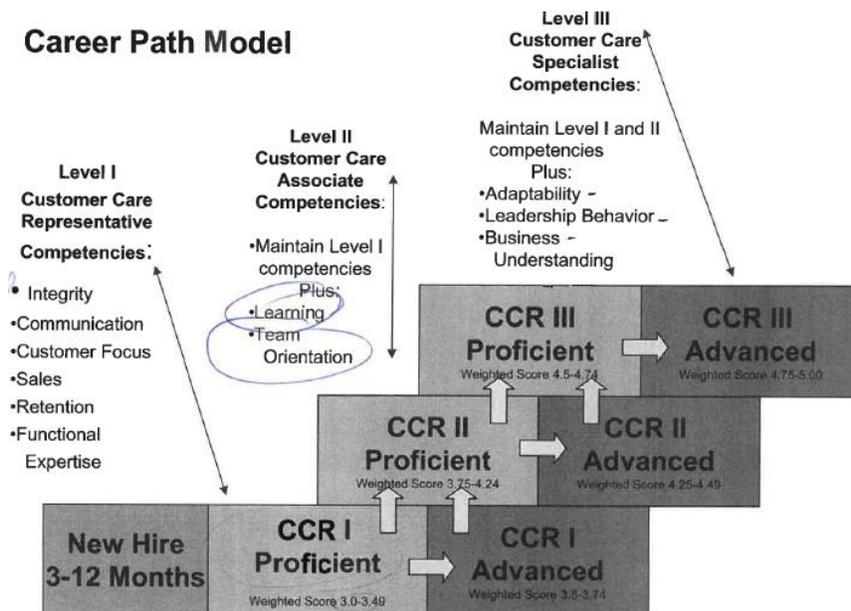 Career Path Model
Level I
Customer Care
Representative
Competencies:
• Integrity
•Communication
•Customer Focus
•Sales
•Retention
•Functional
Expertise
Level II
Customer Care
Associate
Competencies:
•Maintain Level I
competencies
Plus:
•Learning
•Team
Orientation
Level III
Customer Care
Specialist
Competencies:
Maintain Level I and II
competencies
Plus:
•Adaptability -
•Leadership Behavior -
•Business -
Understanding
CCR III
Proficient
Weighted Score 4.5-4.74
CCR III
Advanced
Weighted Score 4.75-5.00
CCR II
Proficient
Weighted Score 3.75-4.24
CCR II
Advanced
Weighted Score 4.25-4.49
New Hire
3-12 Months
CCR I
Proficient
Weighted Score 3.0-3.49
CCR I
Advanced
Weighted Score 3.5-3.74